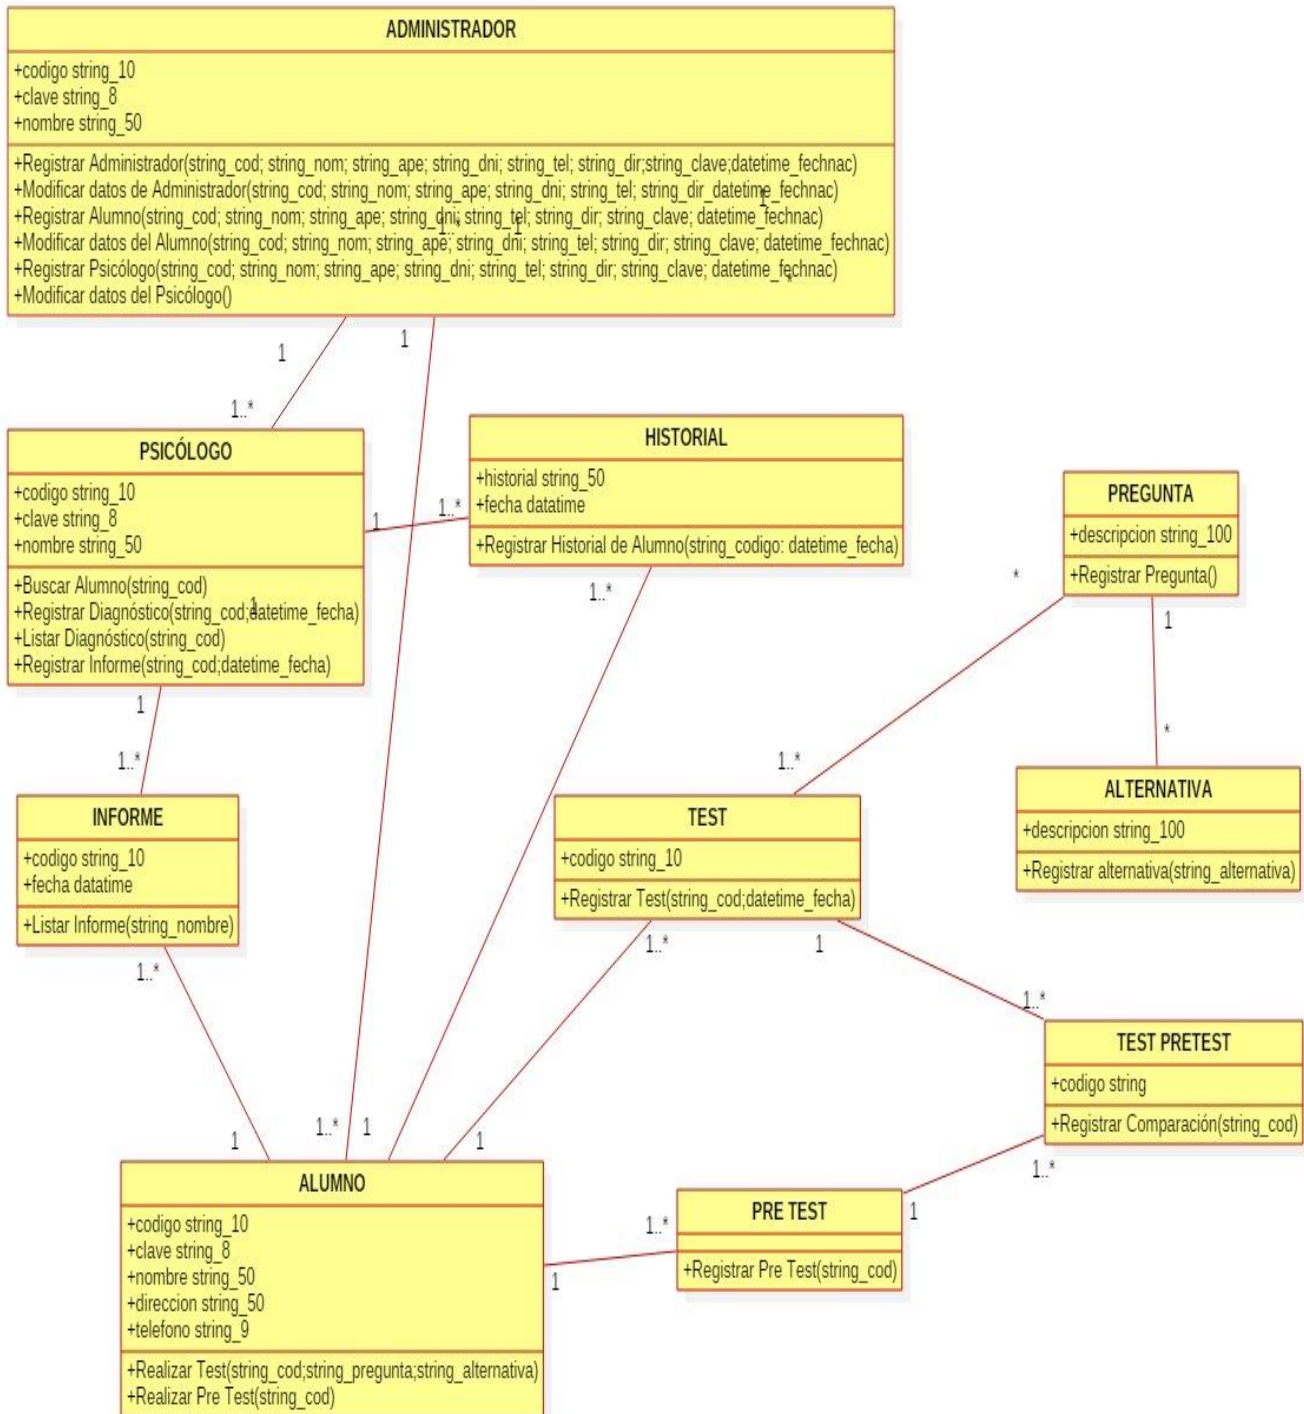 ADMINISTRADOR
+codigo string_10
+clave string_8
+nombre string_50
+Registrar Administrador(string_cod; string_nom; string_ape; string_dni; string_tel; string_dir;string_clave;datetime_fechnac)
+Modificar datos de Administrador(string_cod; string_nom; string_ape; string_dni; string_tel; string_dir_datetime_fechnac)
1
+Registrar Alumno(string_cod; string_nom; string_ape; string_dni; string_tel; string_dir; string_clave; datetime_fechnac)
1..*
1
+Modificar datos del Alumno(string_cod; string_nom; string_ape; string_dni; string_tel; string_dir; string_clave; datetime_fechnac)
+Registrar Psicólogo(string_cod; string_nom; string_ape; string_dni; string_tel; string_dir; string_clave; datetime_fechnac)
*
+Modificar datos del Psicólogo()
1
1
1..*
PSICÓLOGO
+codigo string_10
+clave string_8
+nombre string_50
+Buscar Alumno(string_cod)
+Registrar Diagnóstico(string_cod;datetime_fecha)
1
+Listar Diagnóstico(string_cod)
+Registrar Informe(string_cod;datetime_fecha)
1
1..*
HISTORIAL
+historial string_50
+fecha datatime
+Registrar Historial de Alumno(string_codigo: datetime_fecha)
1..*
PREGUNTA
+descripcion string_100
+Registrar Pregunta()
*
1
1
1..*
1..*
*
INFORME
+codigo string_10
+fecha datatime
+Listar Informe(string_nombre)
1..*
TEST
+codigo string_10
+Registrar Test(string_cod;datetime_fecha)
1..*
1
ALTERNATIVA
+descripcion string_100
+Registrar alternativa(string_alternativa)
1..*
TEST PRETEST
+codigo string
+Registrar Comparación(string_cod)
1..*
1
1..*
1
1
ALUMNO
+codigo string_10
+clave string_8
+nombre string_50
+direccion string_50
+telefono string_9
+Realizar Test(string_cod;string_pregunta;string_alternativa)
+Realizar Pre Test(string_cod)
1
1..*
PRE TEST
+Registrar Pre Test(string_cod)
1